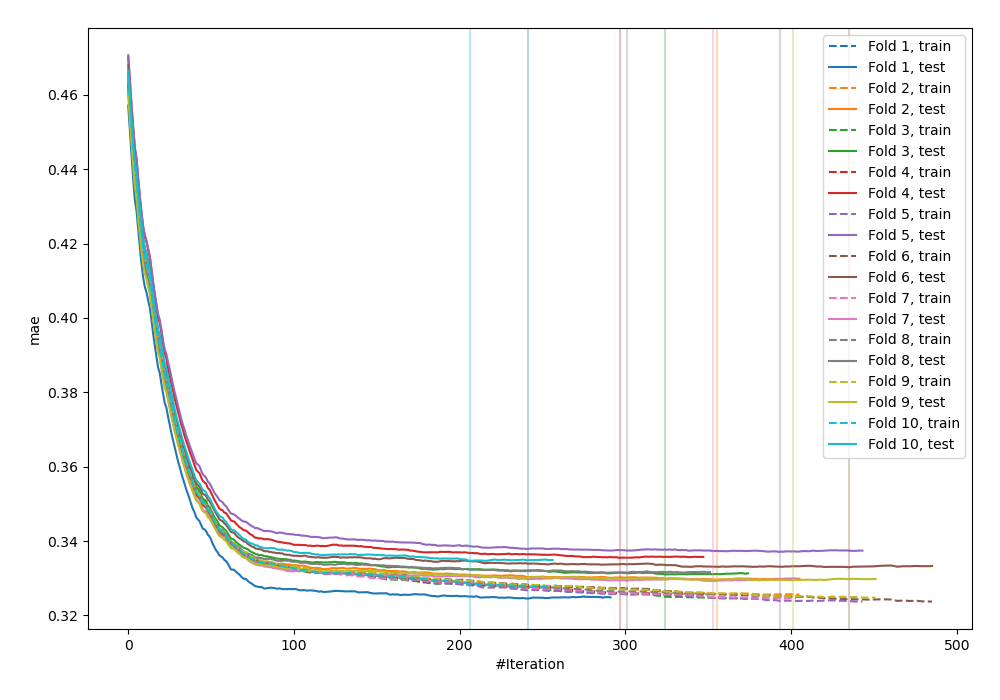 0.46
0.44
0.42
0.40
0.38
0.36
0.34
0.32
mae
0
100
200
300
400
500
#Iteration
Fold 1, train
Fold 1, test
Fold 2, train
Fold 2, test
Fold 3, train
Fold 3, test
Fold 4, train
Fold 4, test
Fold 5, train
Fold 5, test
Fold 6, train
Fold 6, test
Fold 7, train
Fold 7, test
Fold 8, train
Fold 8, test
Fold 9, train
Fold 9, test
Fold 10, train
Fold 10, test